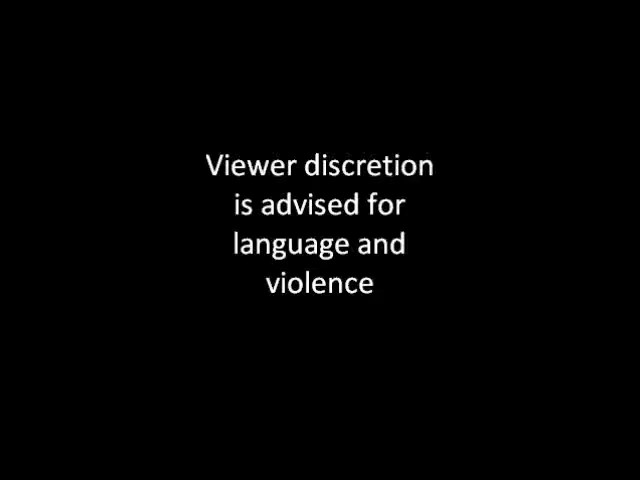 Viewer discretion
is advised for
language and
violence